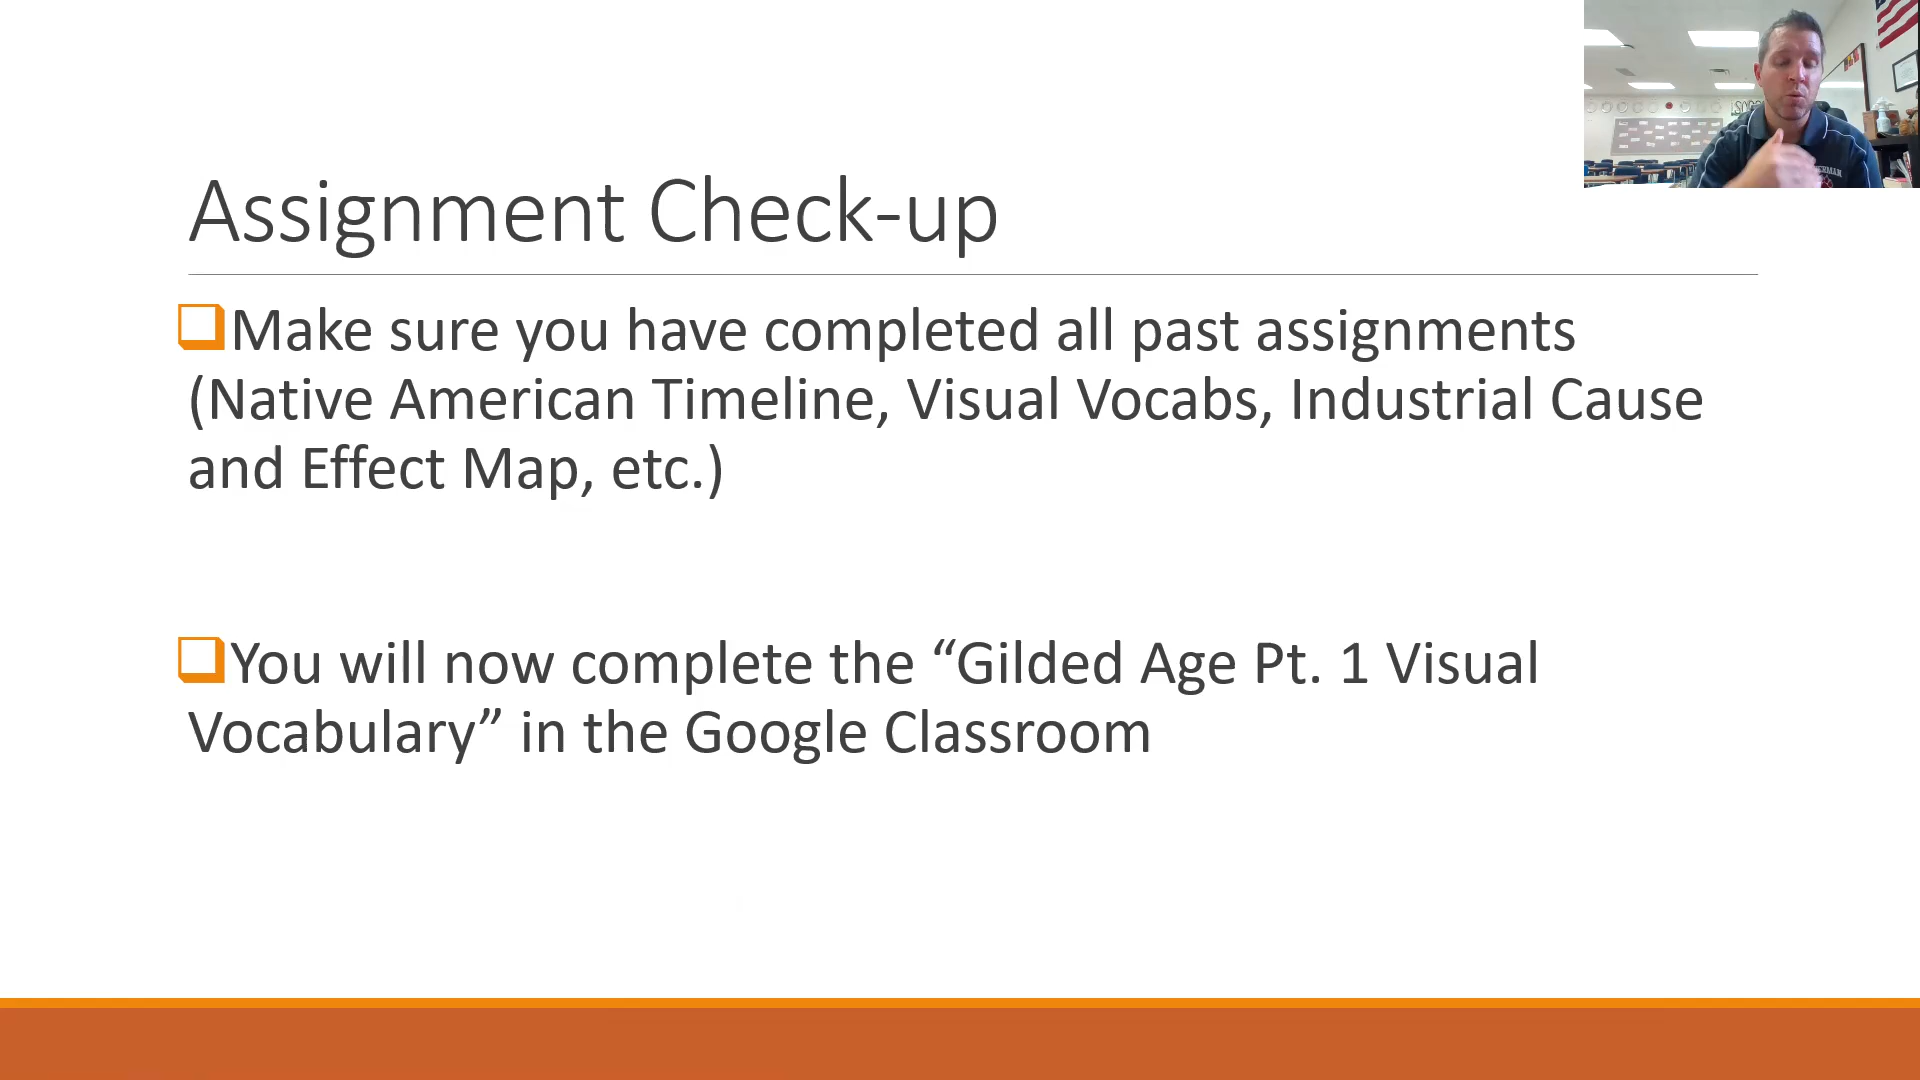 Assignment Check-up
Make sure you have completed all past assignments
(Native American Timeline, Visual Vocabs, Industrial Cause
and Effect Map, etc.)
You will now complete the “Gilded Age Pt. 1 Visual
Vocabulary” in the Google Classroom